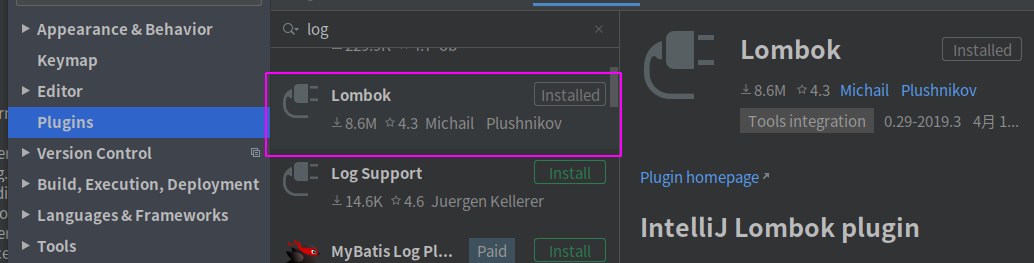 Appearance & Behavior
Keymap
Editor
Plugins
Version Control
Build, Execution, Deployment
Languages & Frameworks
Tools
log
Lombok Installed
8.6M 4.3 Michail Plushnikov
Log Support Install
14.6K 4.6 Juergen Kellerer
MyBatis Log Pl... Paid Install
Lombok Installed
8.6M 4.3 Michail Plushnikov
Tools integration 0.29-2019.3 4月 1...
Plugin homepage
IntelliJ Lombok plugin